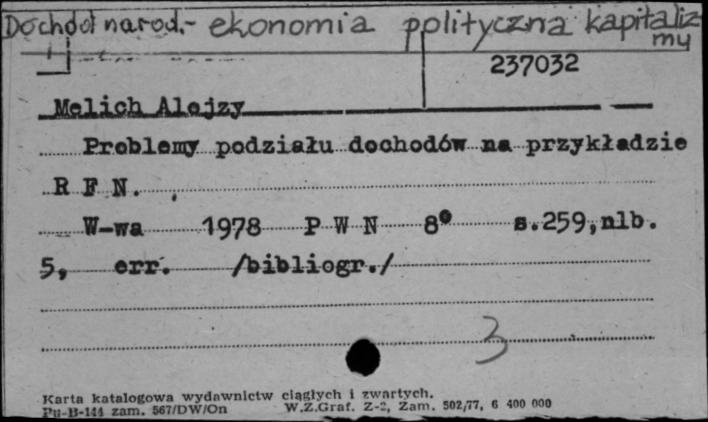 Dochód narod.- ekonomia polityczna kapitaliz
my
237032
Melich Alojzy
Problemy podziału dochodów na przykładzie
R F N.
W-wa 1978 P W N 8° s.259,nlb.
5, err. /bibliogr./
3
Karta katalogowa wydawnictw ciągłych i zwartych.
Pu-B-144 zam. 567/DW/On W.Z.Graf. Z-2, Zam. 502/77, 6 400 000